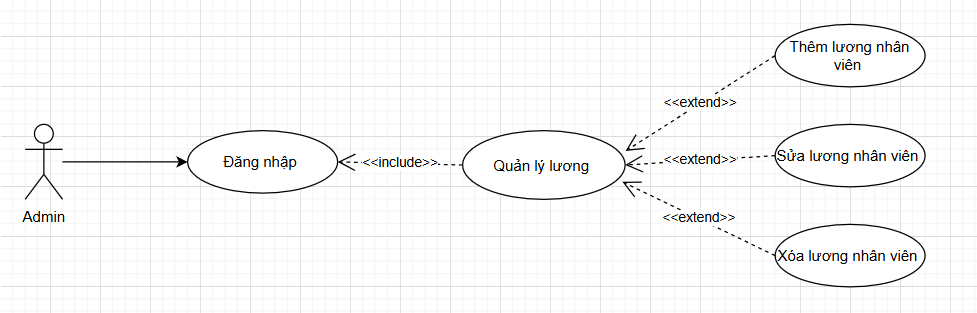 Thêm lương nhân
viên
<<extend>>
Đăng nhập
<<include>>
Quản lý lương
<<extend>>
Sửa lương nhân viên
Admin
<<extend>>
Xóa lương nhân viên